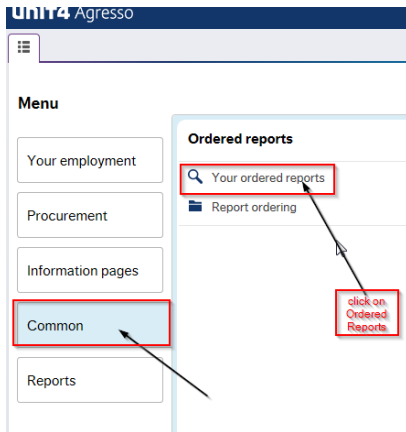 UNIT4 Agresso
Menu
Your employment
Procurement
Information pages
Common
Reports
Ordered reports
Your ordered reports
Report ordering
click on
Ordered
Reports